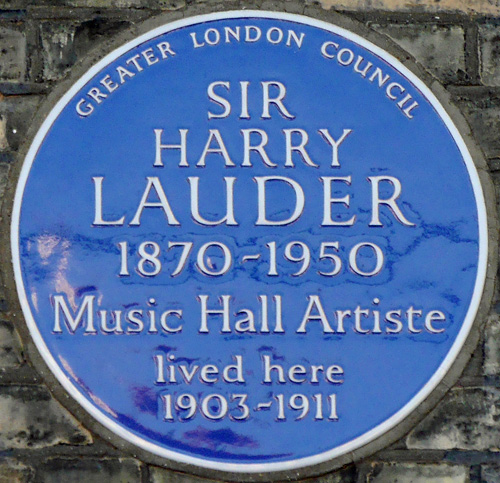 GREATER LONDON COUNCIL
SIR
HARRY
LAUDER
1870-1950
Music Hall Artiste
lived here
1903-1911